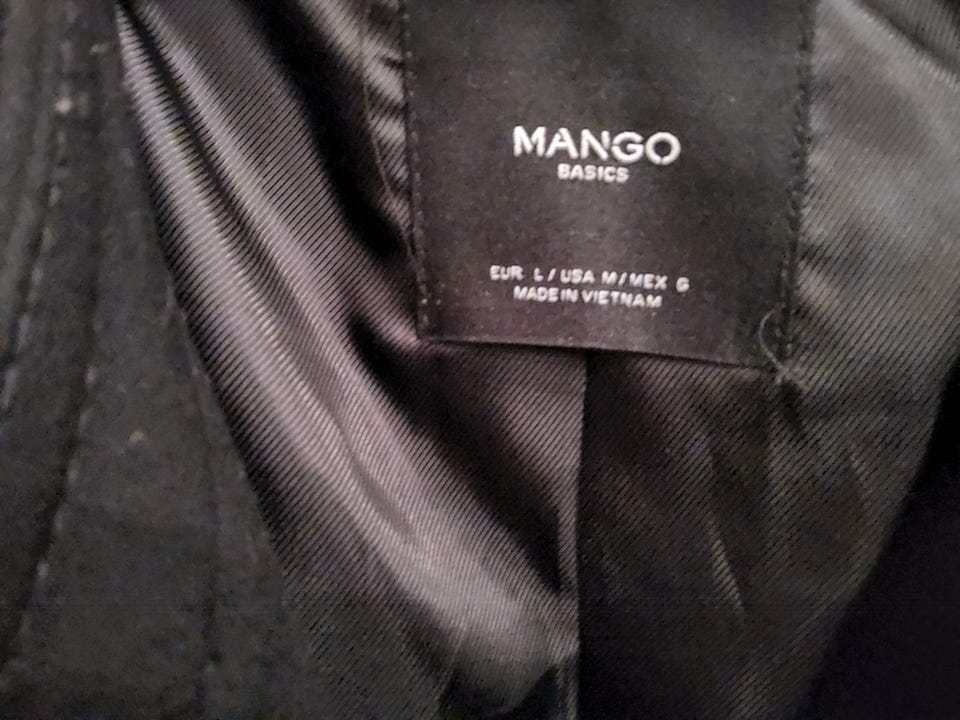 MANGO
BASICS
EUR L / USA M / MEX G
MADE IN VIETNAM